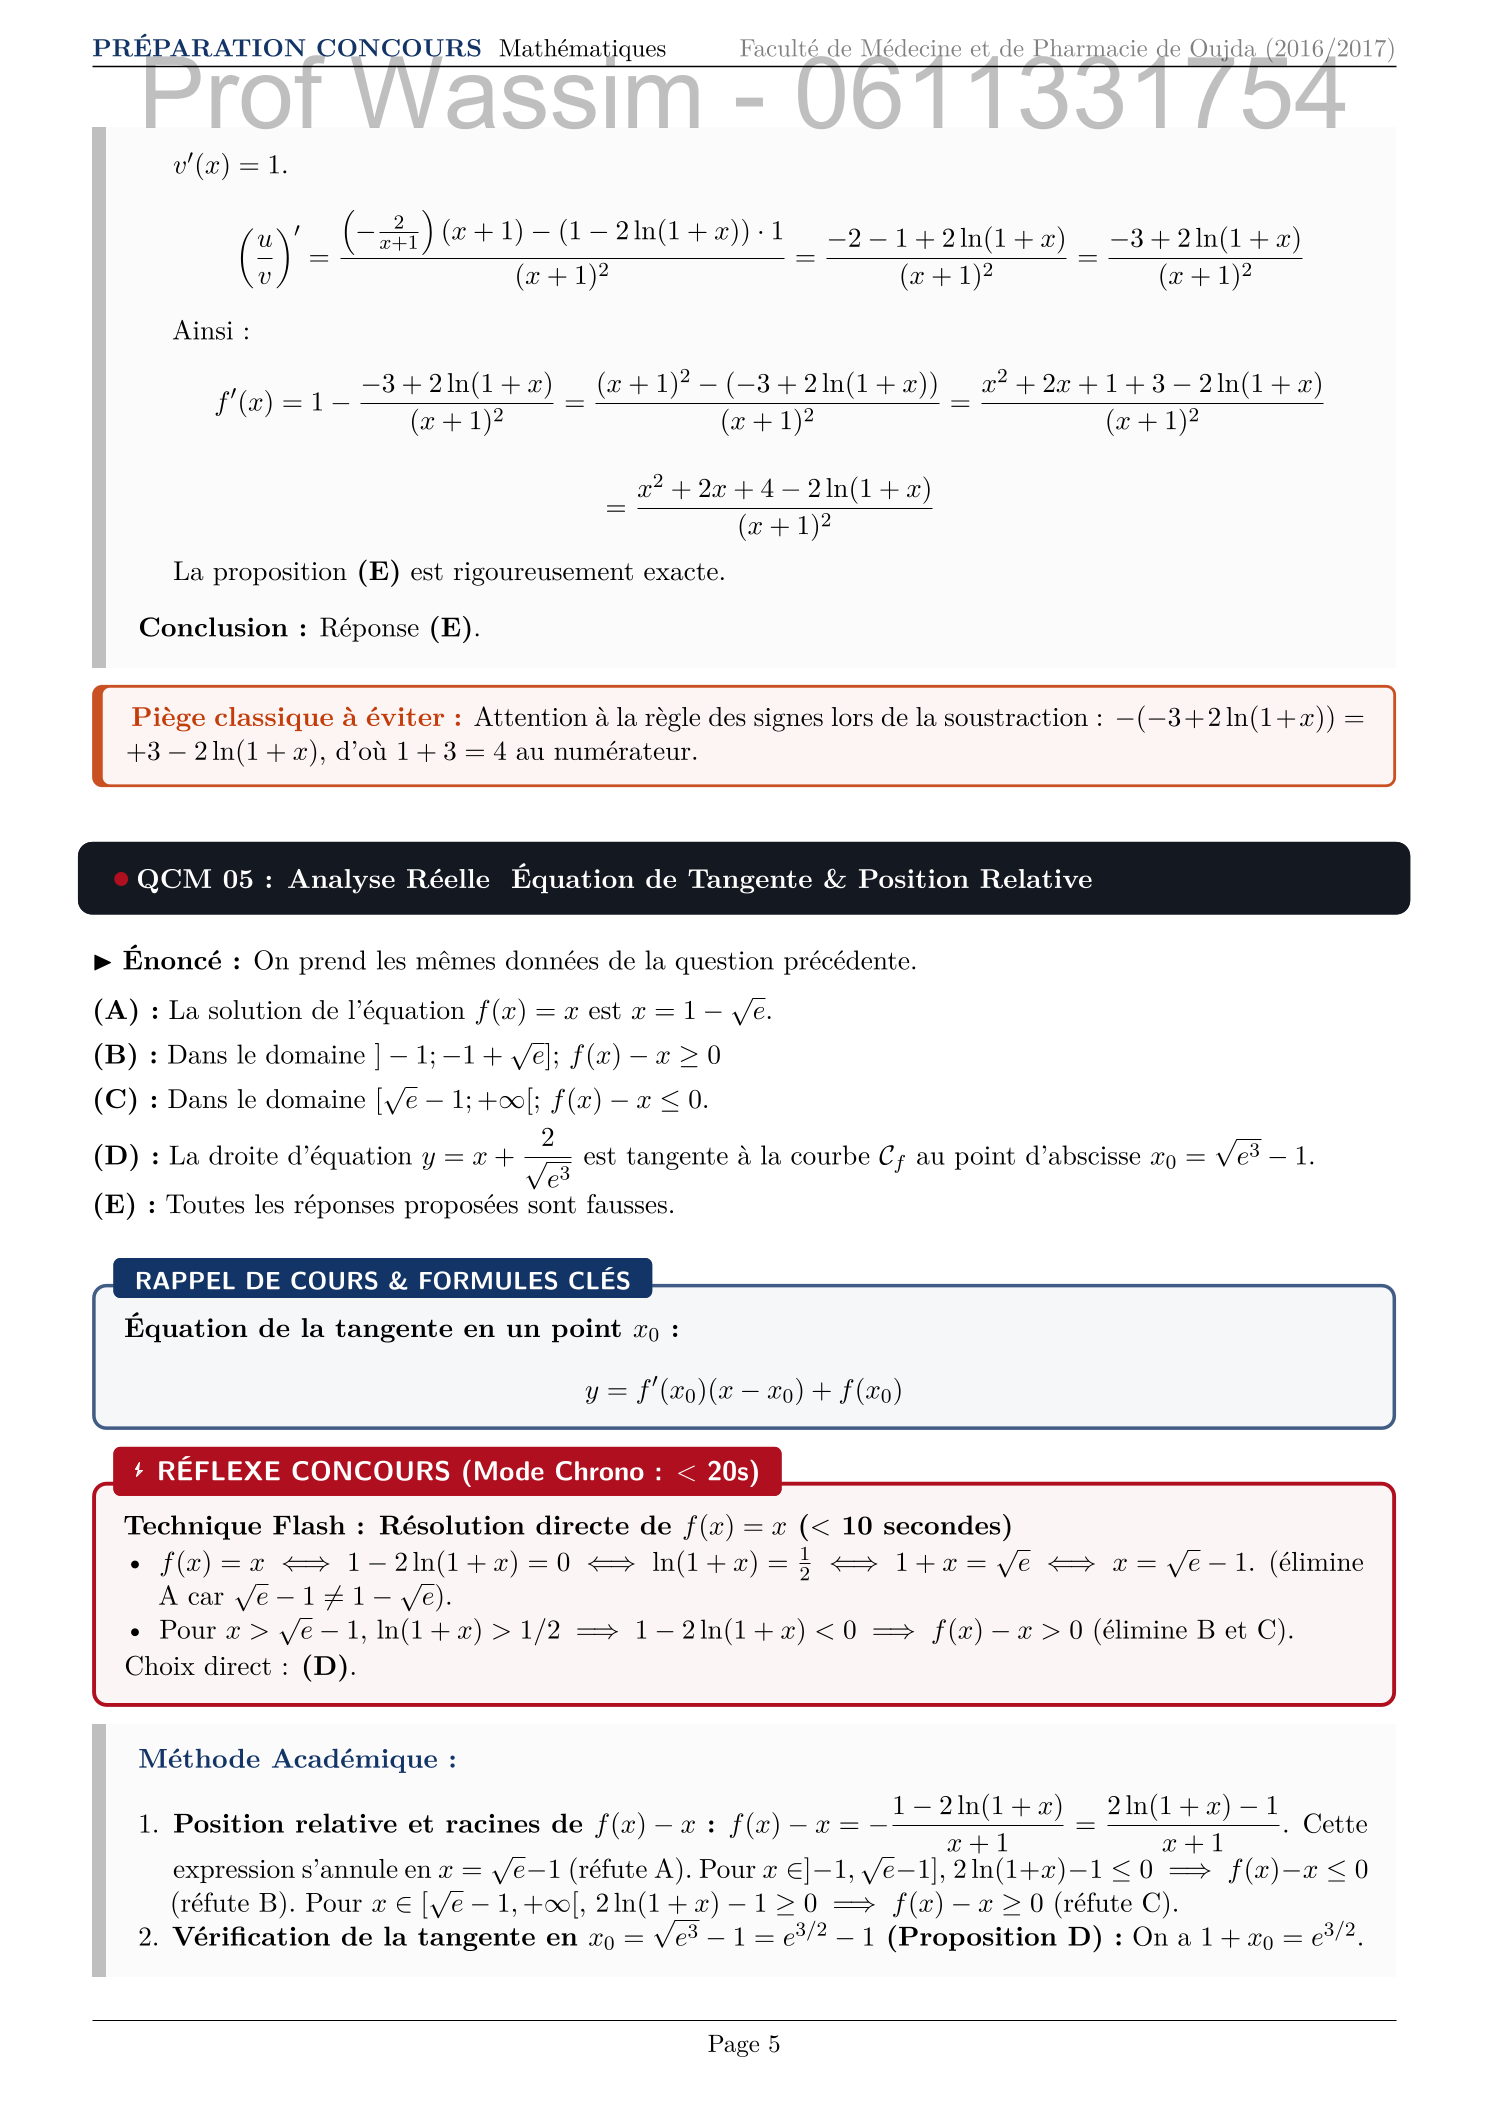 PRÉPARATION CONCOURS Mathématiques Faculté de Médecine et de Pharmacie de Oujda (2016/2017)
Prof Wassim - 0611331754
v′(x) = 1.
(u/v)′ = ((−2/(x+1))(x + 1) − (1 − 2 ln(1 + x)) · 1)/(x + 1)² = (−2 − 1 + 2 ln(1 + x))/(x + 1)² = (−3 + 2 ln(1 + x))/(x + 1)²
Ainsi :
f′(x) = 1 − (−3 + 2 ln(1 + x))/(x + 1)² = ((x + 1)² − (−3 + 2 ln(1 + x)))/(x + 1)² = (x² + 2x + 1 + 3 − 2 ln(1 + x))/(x + 1)²
= (x² + 2x + 4 − 2 ln(1 + x))/(x + 1)²
La proposition (E) est rigoureusement exacte.
Conclusion : Réponse (E).
Piège classique à éviter : Attention à la règle des signes lors de la soustraction : −(−3+2 ln(1+x)) =
+3 − 2 ln(1 + x), d'où 1 + 3 = 4 au numérateur.
● QCM 05 : Analyse Réelle Équation de Tangente & Position Relative
▶ Énoncé : On prend les mêmes données de la question précédente.
(A) : La solution de l'équation f(x) = x est x = 1 − √e.
(B) : Dans le domaine ] − 1; −1 + √e]; f(x) − x ≥ 0
(C) : Dans le domaine [√e − 1; +∞[; f(x) − x ≤ 0.
(D) : La droite d'équation y = x + 2/√e³ est tangente à la courbe 𝒞f au point d'abscisse x₀ = √e³ − 1.
(E) : Toutes les réponses proposées sont fausses.
RAPPEL DE COURS & FORMULES CLÉS
Équation de la tangente en un point x₀ :
y = f′(x₀)(x − x₀) + f(x₀)
⚡ RÉFLEXE CONCOURS (Mode Chrono : < 20s)
Technique Flash : Résolution directe de f(x) = x (< 10 secondes)
• f(x) = x ⟺ 1 − 2 ln(1 + x) = 0 ⟺ ln(1 + x) = 1/2 ⟺ 1 + x = √e ⟺ x = √e − 1. (élimine
A car √e − 1 ≠ 1 − √e).
• Pour x > √e − 1, ln(1 + x) > 1/2 ⟹ 1 − 2 ln(1 + x) < 0 ⟹ f(x) − x > 0 (élimine B et C).
Choix direct : (D).
Méthode Académique :
1. Position relative et racines de f(x) − x : f(x) − x = −(1 − 2 ln(1 + x))/(x + 1) = (2 ln(1 + x) − 1)/(x + 1). Cette
expression s'annule en x = √e−1 (réfute A). Pour x ∈]−1, √e−1], 2 ln(1+x)−1 ≤ 0 ⟹ f(x)−x ≤ 0
(réfute B). Pour x ∈ [√e − 1, +∞[, 2 ln(1 + x) − 1 ≥ 0 ⟹ f(x) − x ≥ 0 (réfute C).
2. Vérification de la tangente en x₀ = √e³ − 1 = e^{3/2} − 1 (Proposition D) : On a 1 + x₀ = e^{3/2}.
Page 5